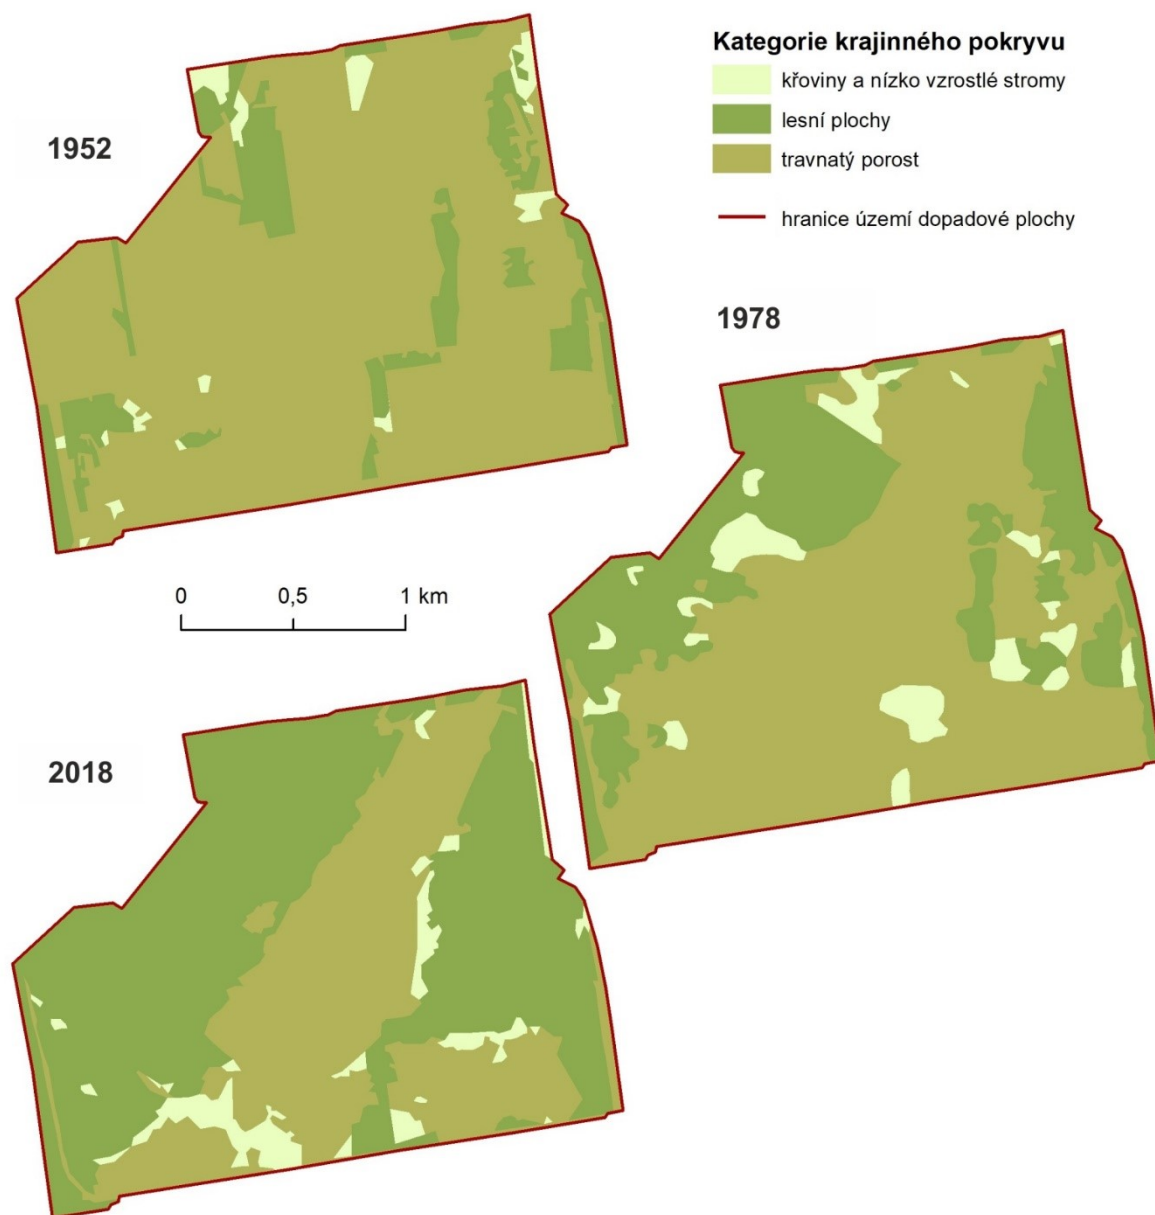 Kategorie krajinného pokryvu
křoviny a nízko vzrostlé stromy
lesní plochy
travnatý porost
hranice území dopadové plochy
1952
1978
0 0,5 1 km
2018